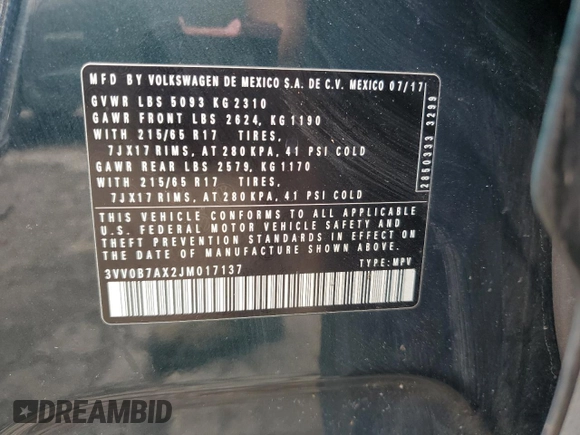 MFD BY VOLKSWAGEN DE MEXICO S.A. DE C.V. MEXICO 07/17
GVWR LBS 5093 KG 2310
GAWR FRONT LBS 2624, KG 1190
WITH 215/65 R17 TIRES,
7JX17 RIMS, AT 280 KPA, 41 PSI COLD
GAWR REAR LBS 2579, KG 1170
WITH 215/65 R17 TIRES,
7JX17 RIMS, AT 280 KPA, 41 PSI COLD
THIS VEHICLE CONFORMS TO ALL APPLICABLE
U.S. FEDERAL MOTOR VEHICLE SAFETY AND
THEFT PREVENTION STANDARDS IN EFFECT ON
THE DATE OF MANUFACTURE SHOWN ABOVE.
3VV0B7AX2JM017137
TYPE: MPV
2850333 3299
DREAMBID